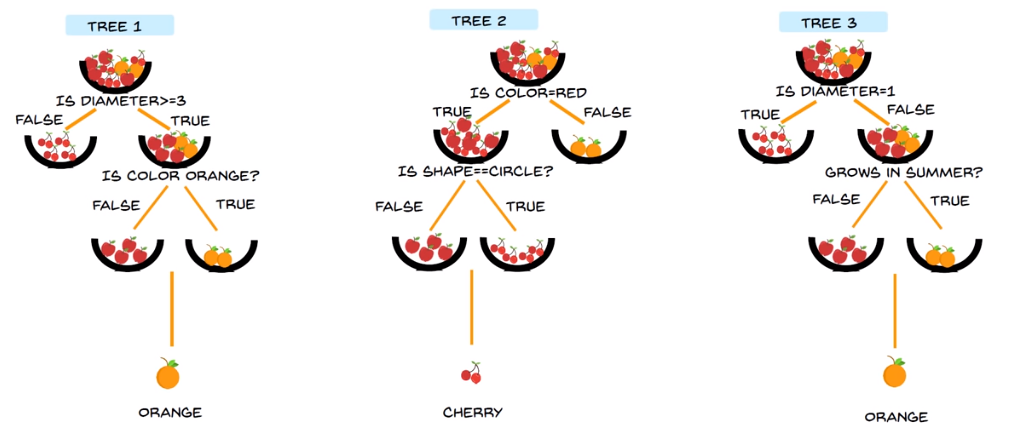 TREE 1
IS DIAMETER>=3
FALSE
TRUE
IS COLOR ORANGE?
FALSE
TRUE
ORANGE
TREE 2
IS COLOR=RED
TRUE
FALSE
IS SHAPE==CIRCLE?
FALSE
TRUE
CHERRY
TREE 3
IS DIAMETER=1
TRUE
FALSE
GROWS IN SUMMER?
FALSE
TRUE
ORANGE